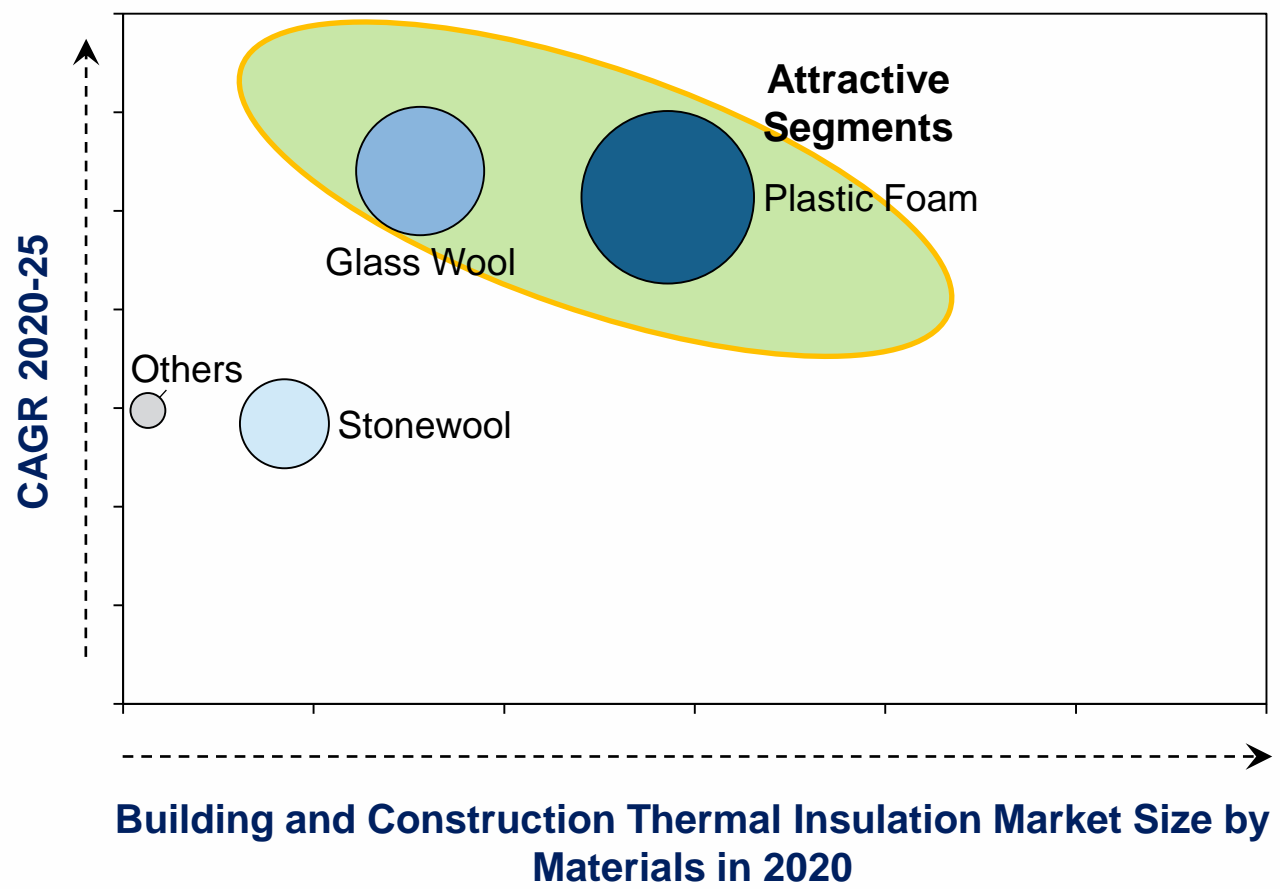 Attractive
Segments
Plastic Foam
Glass Wool
Others
Stonewool
CAGR 2020-25
Building and Construction Thermal Insulation Market Size by
Materials in 2020